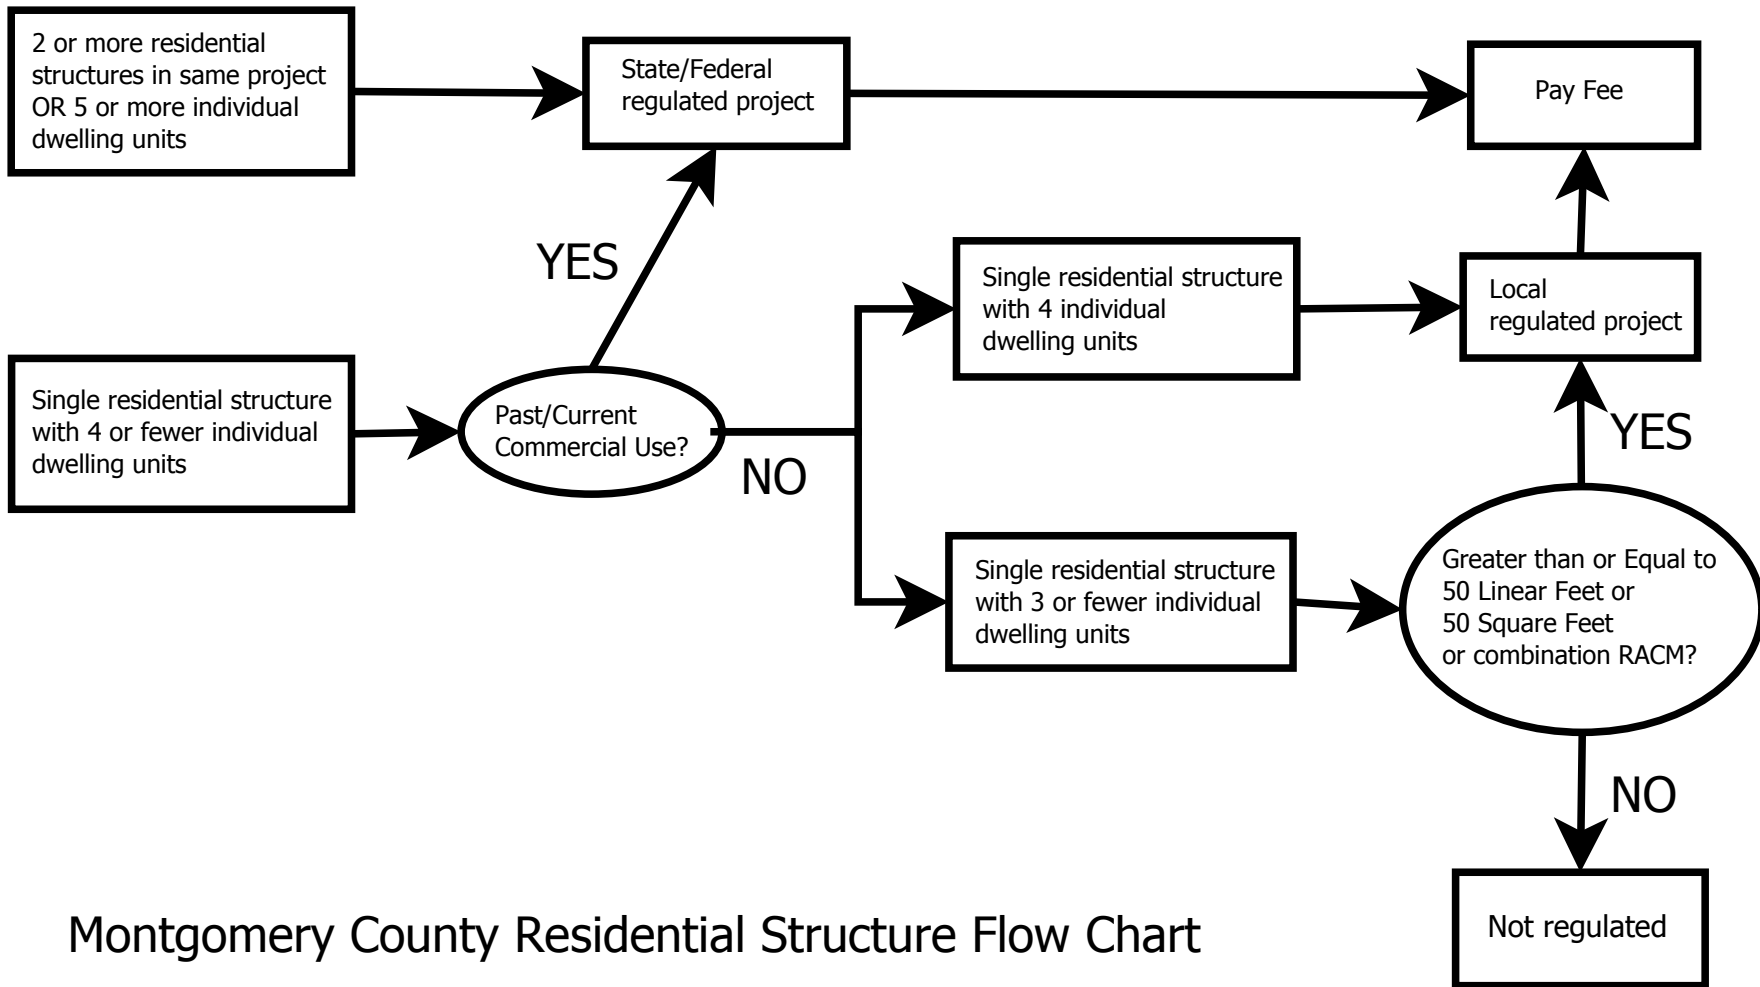 2 or more residential
structures in same project
OR 5 or more individual
dwelling units
State/Federal
regulated project
Pay Fee
YES
Single residential structure
with 4 individual
dwelling units
Local
regulated project
Single residential structure
with 4 or fewer individual
dwelling units
Past/Current
Commercial Use?
NO
YES
Single residential structure
with 3 or fewer individual
dwelling units
Greater than or Equal to
50 Linear Feet or
50 Square Feet
or combination RACM?
NO
Not regulated
Montgomery County Residential Structure Flow Chart